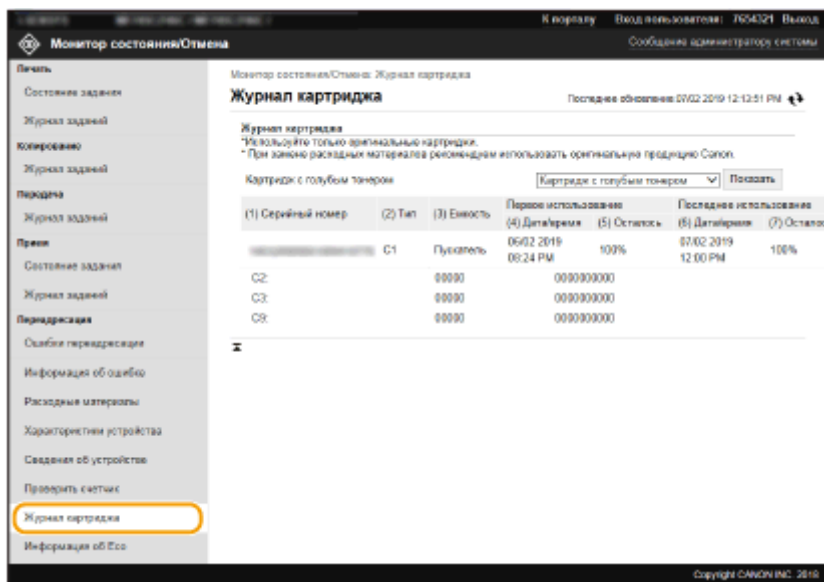 К порталу Вход пользователя: 7654321 Выход
Монитор состояния/Отмена
Сообщение администратору системы
Печать
Состояние задания
Журнал заданий
Копирование
Журнал заданий
Передача
Журнал заданий
Прием
Состояние задания
Журнал заданий
Переадресация
Ошибки переадресации
Информация об ошибке
Расходные материалы
Характеристики устройства
Сведения об устройстве
Проверить счетчик
Журнал картриджа
Информация об Eco
Монитор состояния/Отмена: Журнал картриджа
Журнал картриджа
Последнее обновление 07/02 2019 12:13:51 PM
Журнал картриджа
*Используйте только оригинальные картриджи.
* При замене расходных материалов рекомендуем использовать оригинальную продукцию Canon.
Картридж с голубым тонером
Картридж с голубым тонером Показать
(1) Серийный номер (2) Тип (3) Емкость Первое использование Последнее использование
(4) Дата/время (5) Осталось (6) Дата/время (7) Осталос
C1 Пускатель 06/02 2019 08:24 PM 100% 07/02 2019 12:00 PM 100%
C2: 00000 0000000000
C3: 00000 0000000000
C9: 00000 0000000000
Copyright CANON INC. 2018